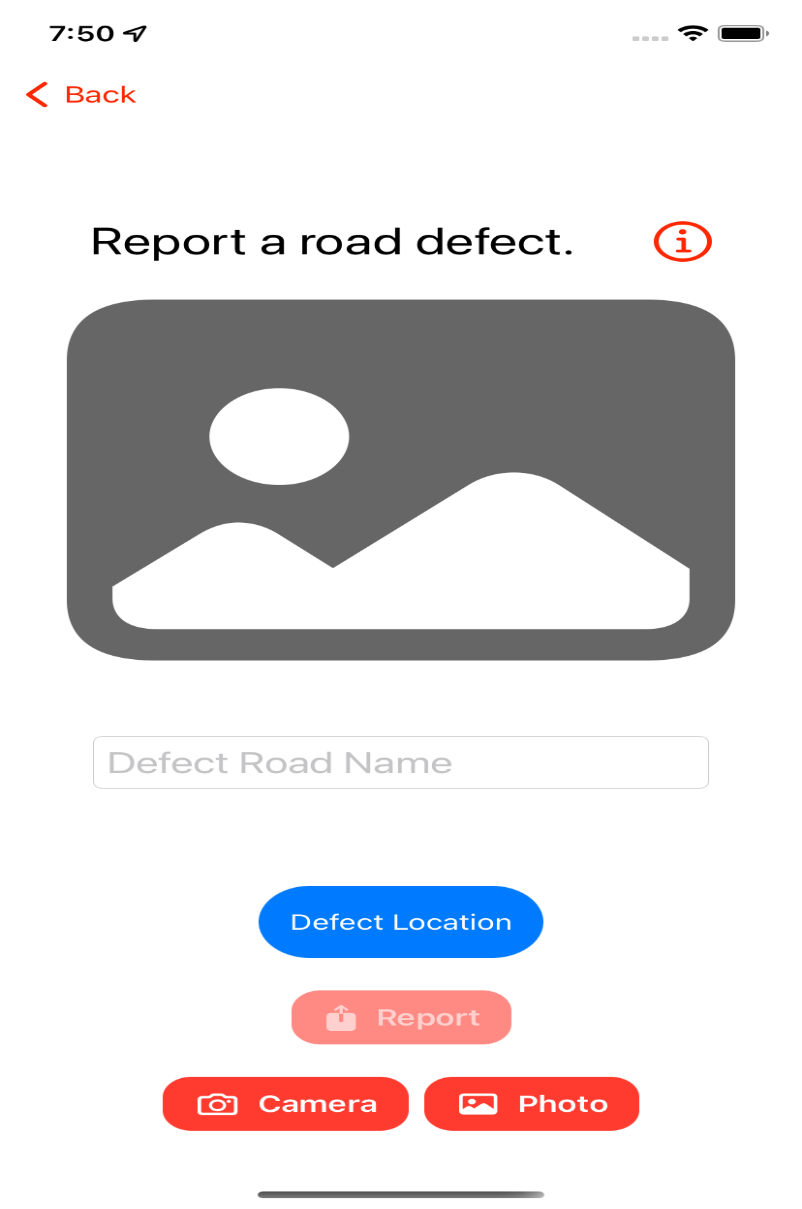 7:50
Back
Report a road defect.
Defect Road Name
Defect Location
Report
Camera
Photo